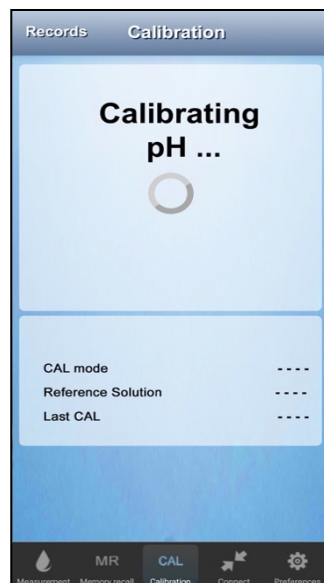 Records Calibration
Calibrating
pH ...
CAL mode ----
Reference Solution ----
Last CAL ----
MR CAL
Measurement Memory recall Calibration Connect Preferences